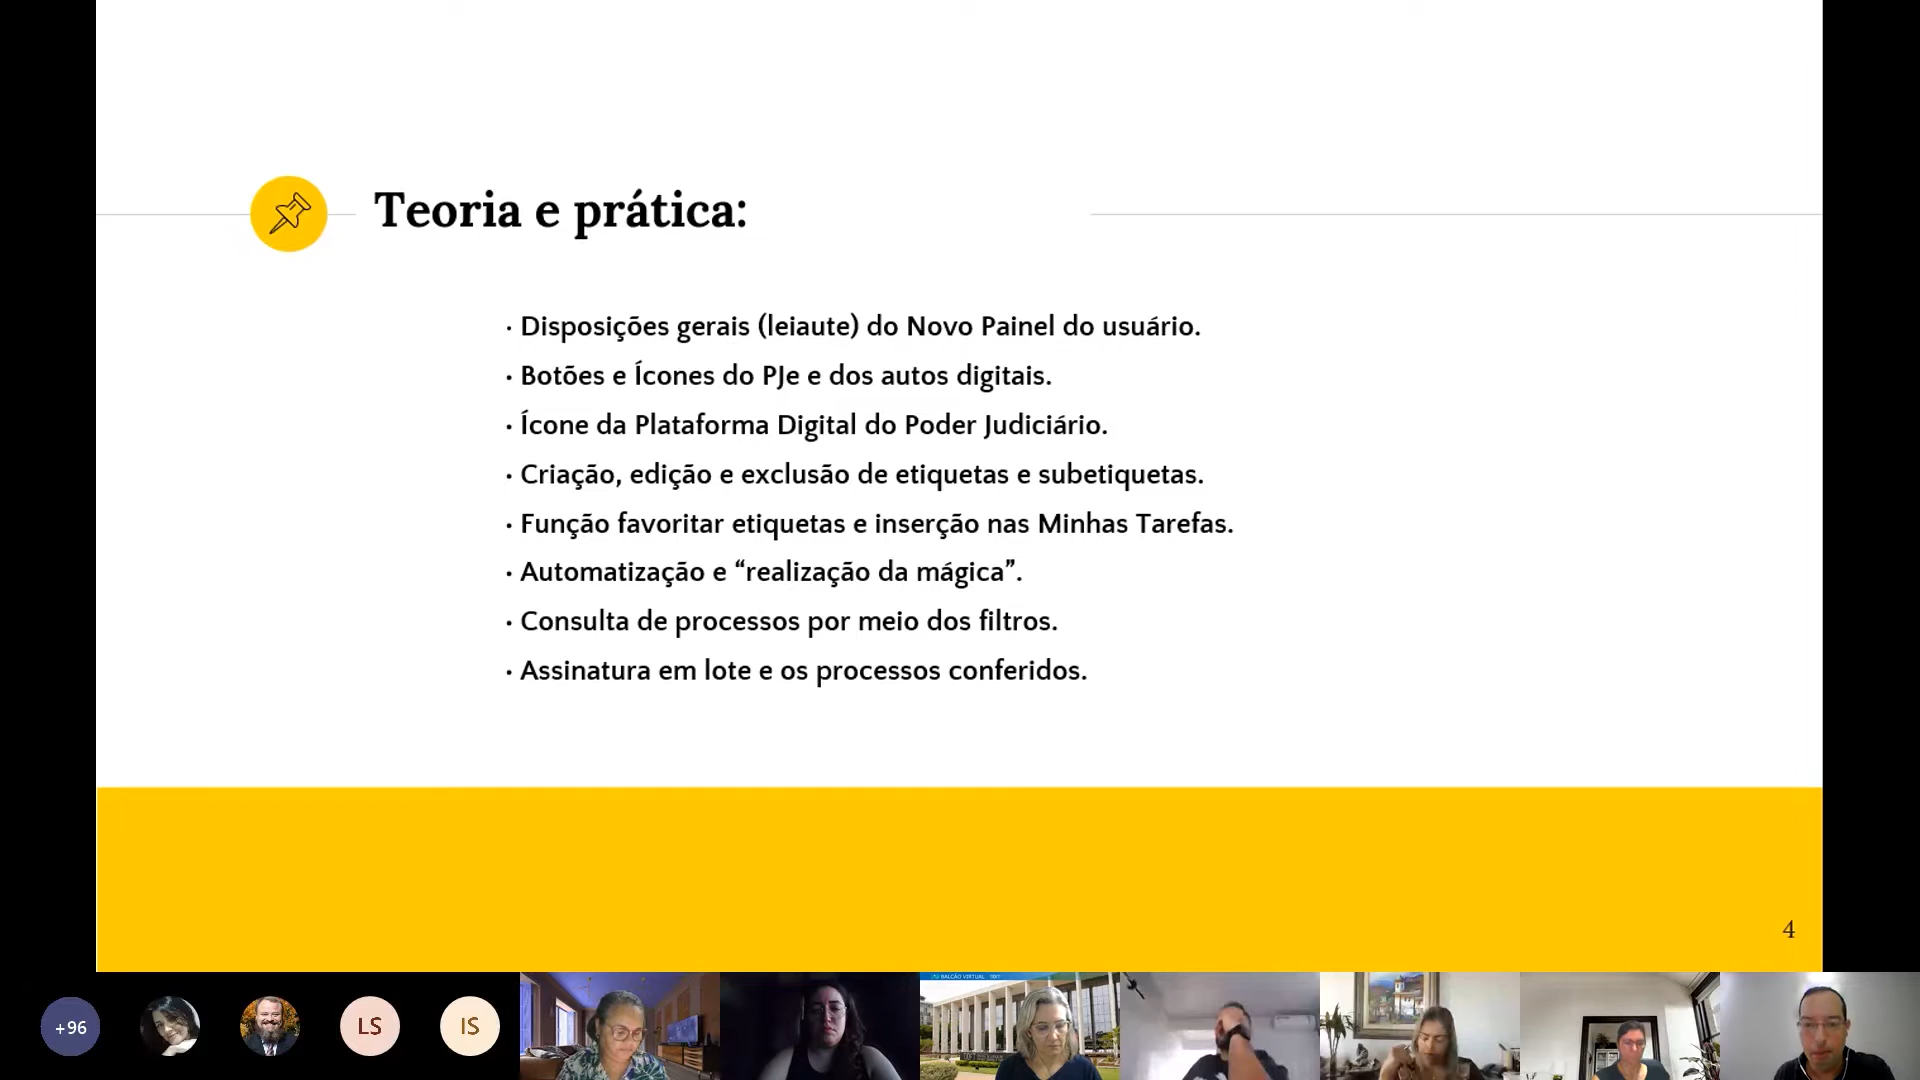 Teoria e prática:
· Disposições gerais (leiaute) do Novo Painel do usuário.
· Botões e Ícones do PJe e dos autos digitais.
· Ícone da Plataforma Digital do Poder Judiciário.
· Criação, edição e exclusão de etiquetas e subetiquetas.
· Função favoritar etiquetas e inserção nas Minhas Tarefas.
· Automatização e “realização da mágica”.
· Consulta de processos por meio dos filtros.
· Assinatura em lote e os processos conferidos.
4
BALCÃO VIRTUAL
+96
LS
IS